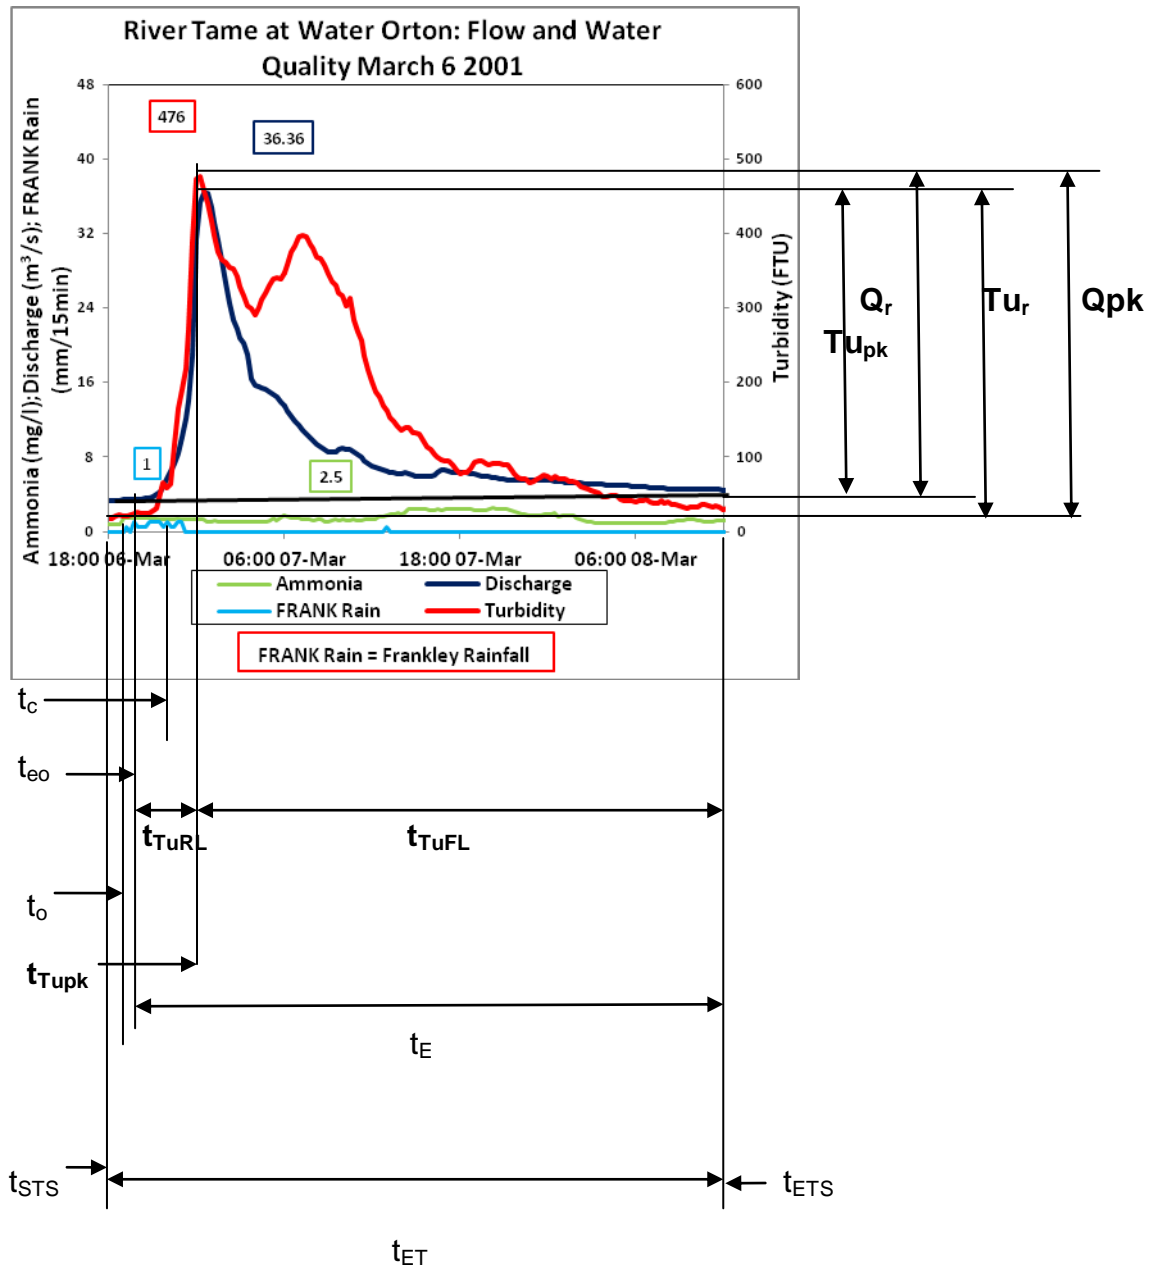 River Tame at Water Orton: Flow and Water
Quality March 6 2001
Ammonia (mg/l);Discharge (m³/s); FRANK Rain
(mm/15min)
48
40
32
24
16
8
0
476
36.36
1
2.5
600
500
400
300
200
100
0
Turbidity (FTU)
18:00 06-Mar 06:00 07-Mar 18:00 07-Mar 06:00 08-Mar
Ammonia Discharge
FRANK Rain Turbidity
FRANK Rain = Frankley Rainfall
Qr Tur Qpk
Tupk
tc
teo
tTuRL tTuFL
to
tTupk
tE
tSTS tETS
tET